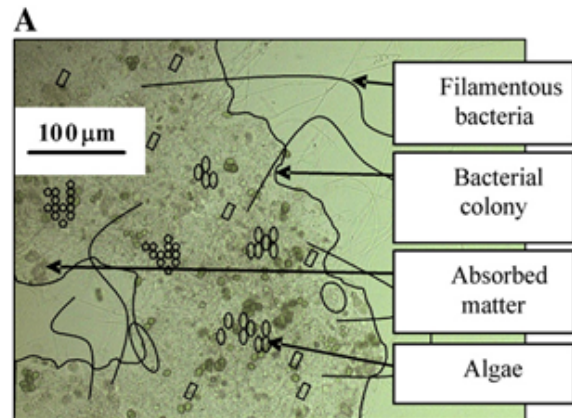 A
100 µm
Filamentous
bacteria
Bacterial
colony
Absorbed
matter
Algae